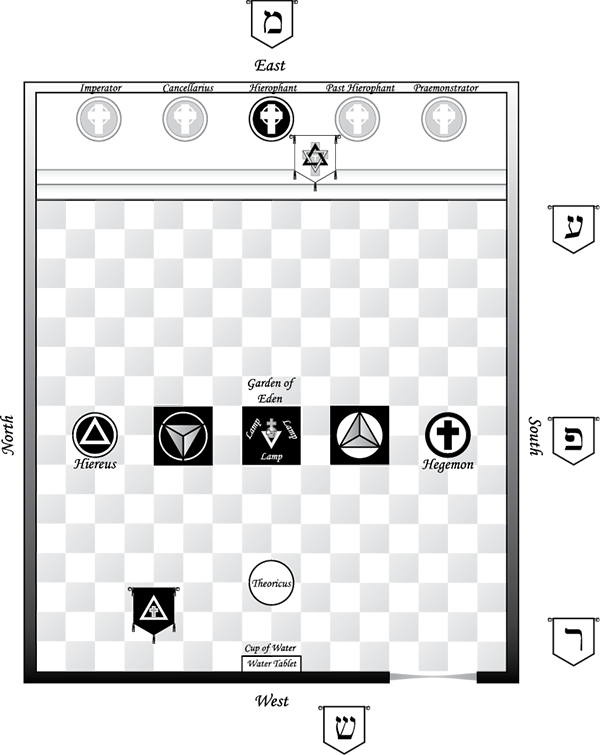 מ
East
Imperator
Cancellarius
Hierophant
Past Hierophant
Praemonstrator
ע
Garden of
Eden
Lamp
Lamp
Lamp
North
South
פ
Hiereus
Hegemon
Theoricus
ר
Cup of Water
Water Tablet
West
ש